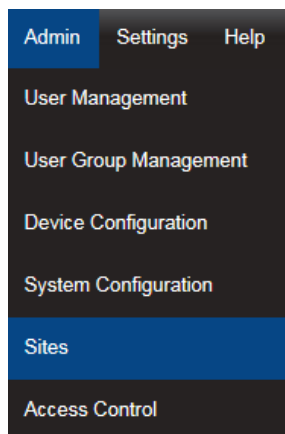 Admin Settings Help
User Management
User Group Management
Device Configuration
System Configuration
Sites
Access Control